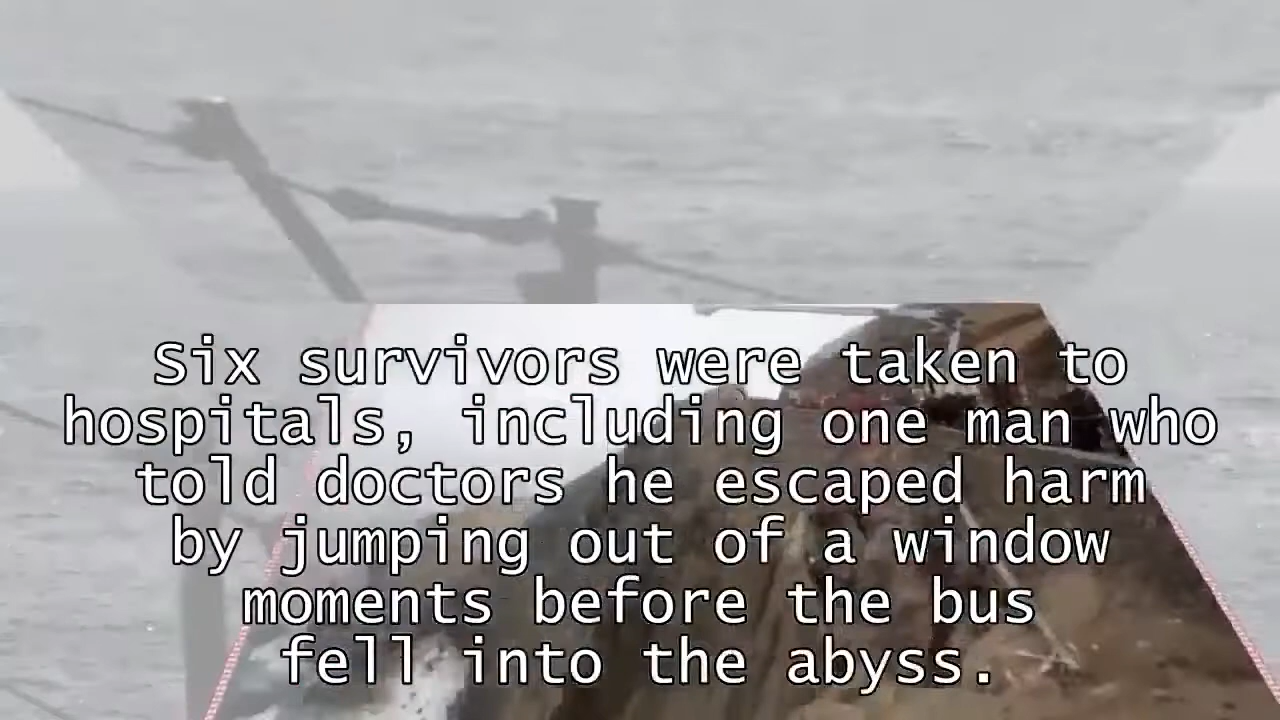 Six survivors were taken to
hospitals, including one man who
told doctors he escaped harm
by jumping out of a window
moments before the bus
fell into the abyss.